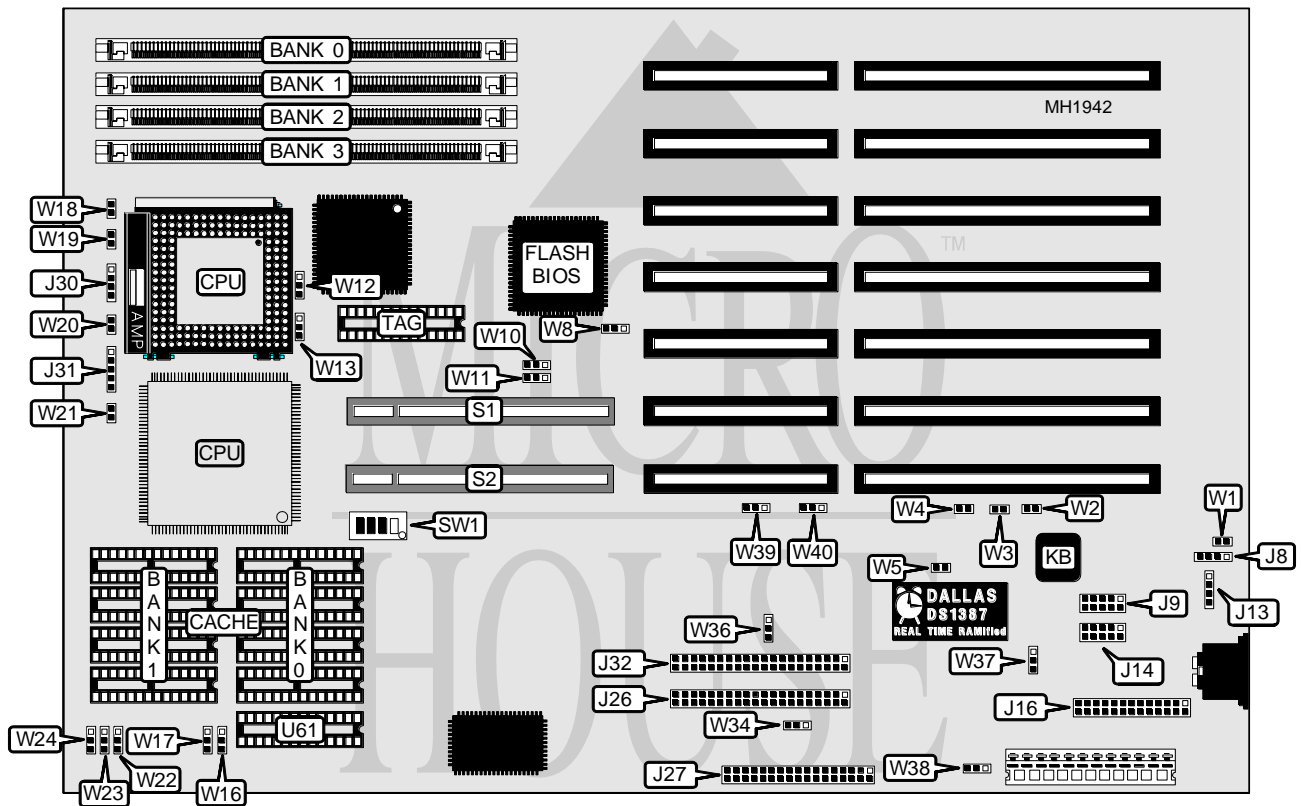 BANK 0
BANK 1
BANK 2
BANK 3
MH1942
W18
W19
J30
W20
J31
W21
CPU
AMP
W12
W13
TAG
FLASH
BIOS
W8
W10
W11
S1
S2
CPU
SW1
MICRO
TM
HOUSE
W39
W40
W4
W3
W2
W1
J8
J13
KB
W5
DALLAS
DS1387
REAL TIME RAMified
J9
J14
W36
W37
J32
J26
J16
W34
J27
W38
BANK1
CACHE
BANK0
U61
W24
W23
W22
W17
W16